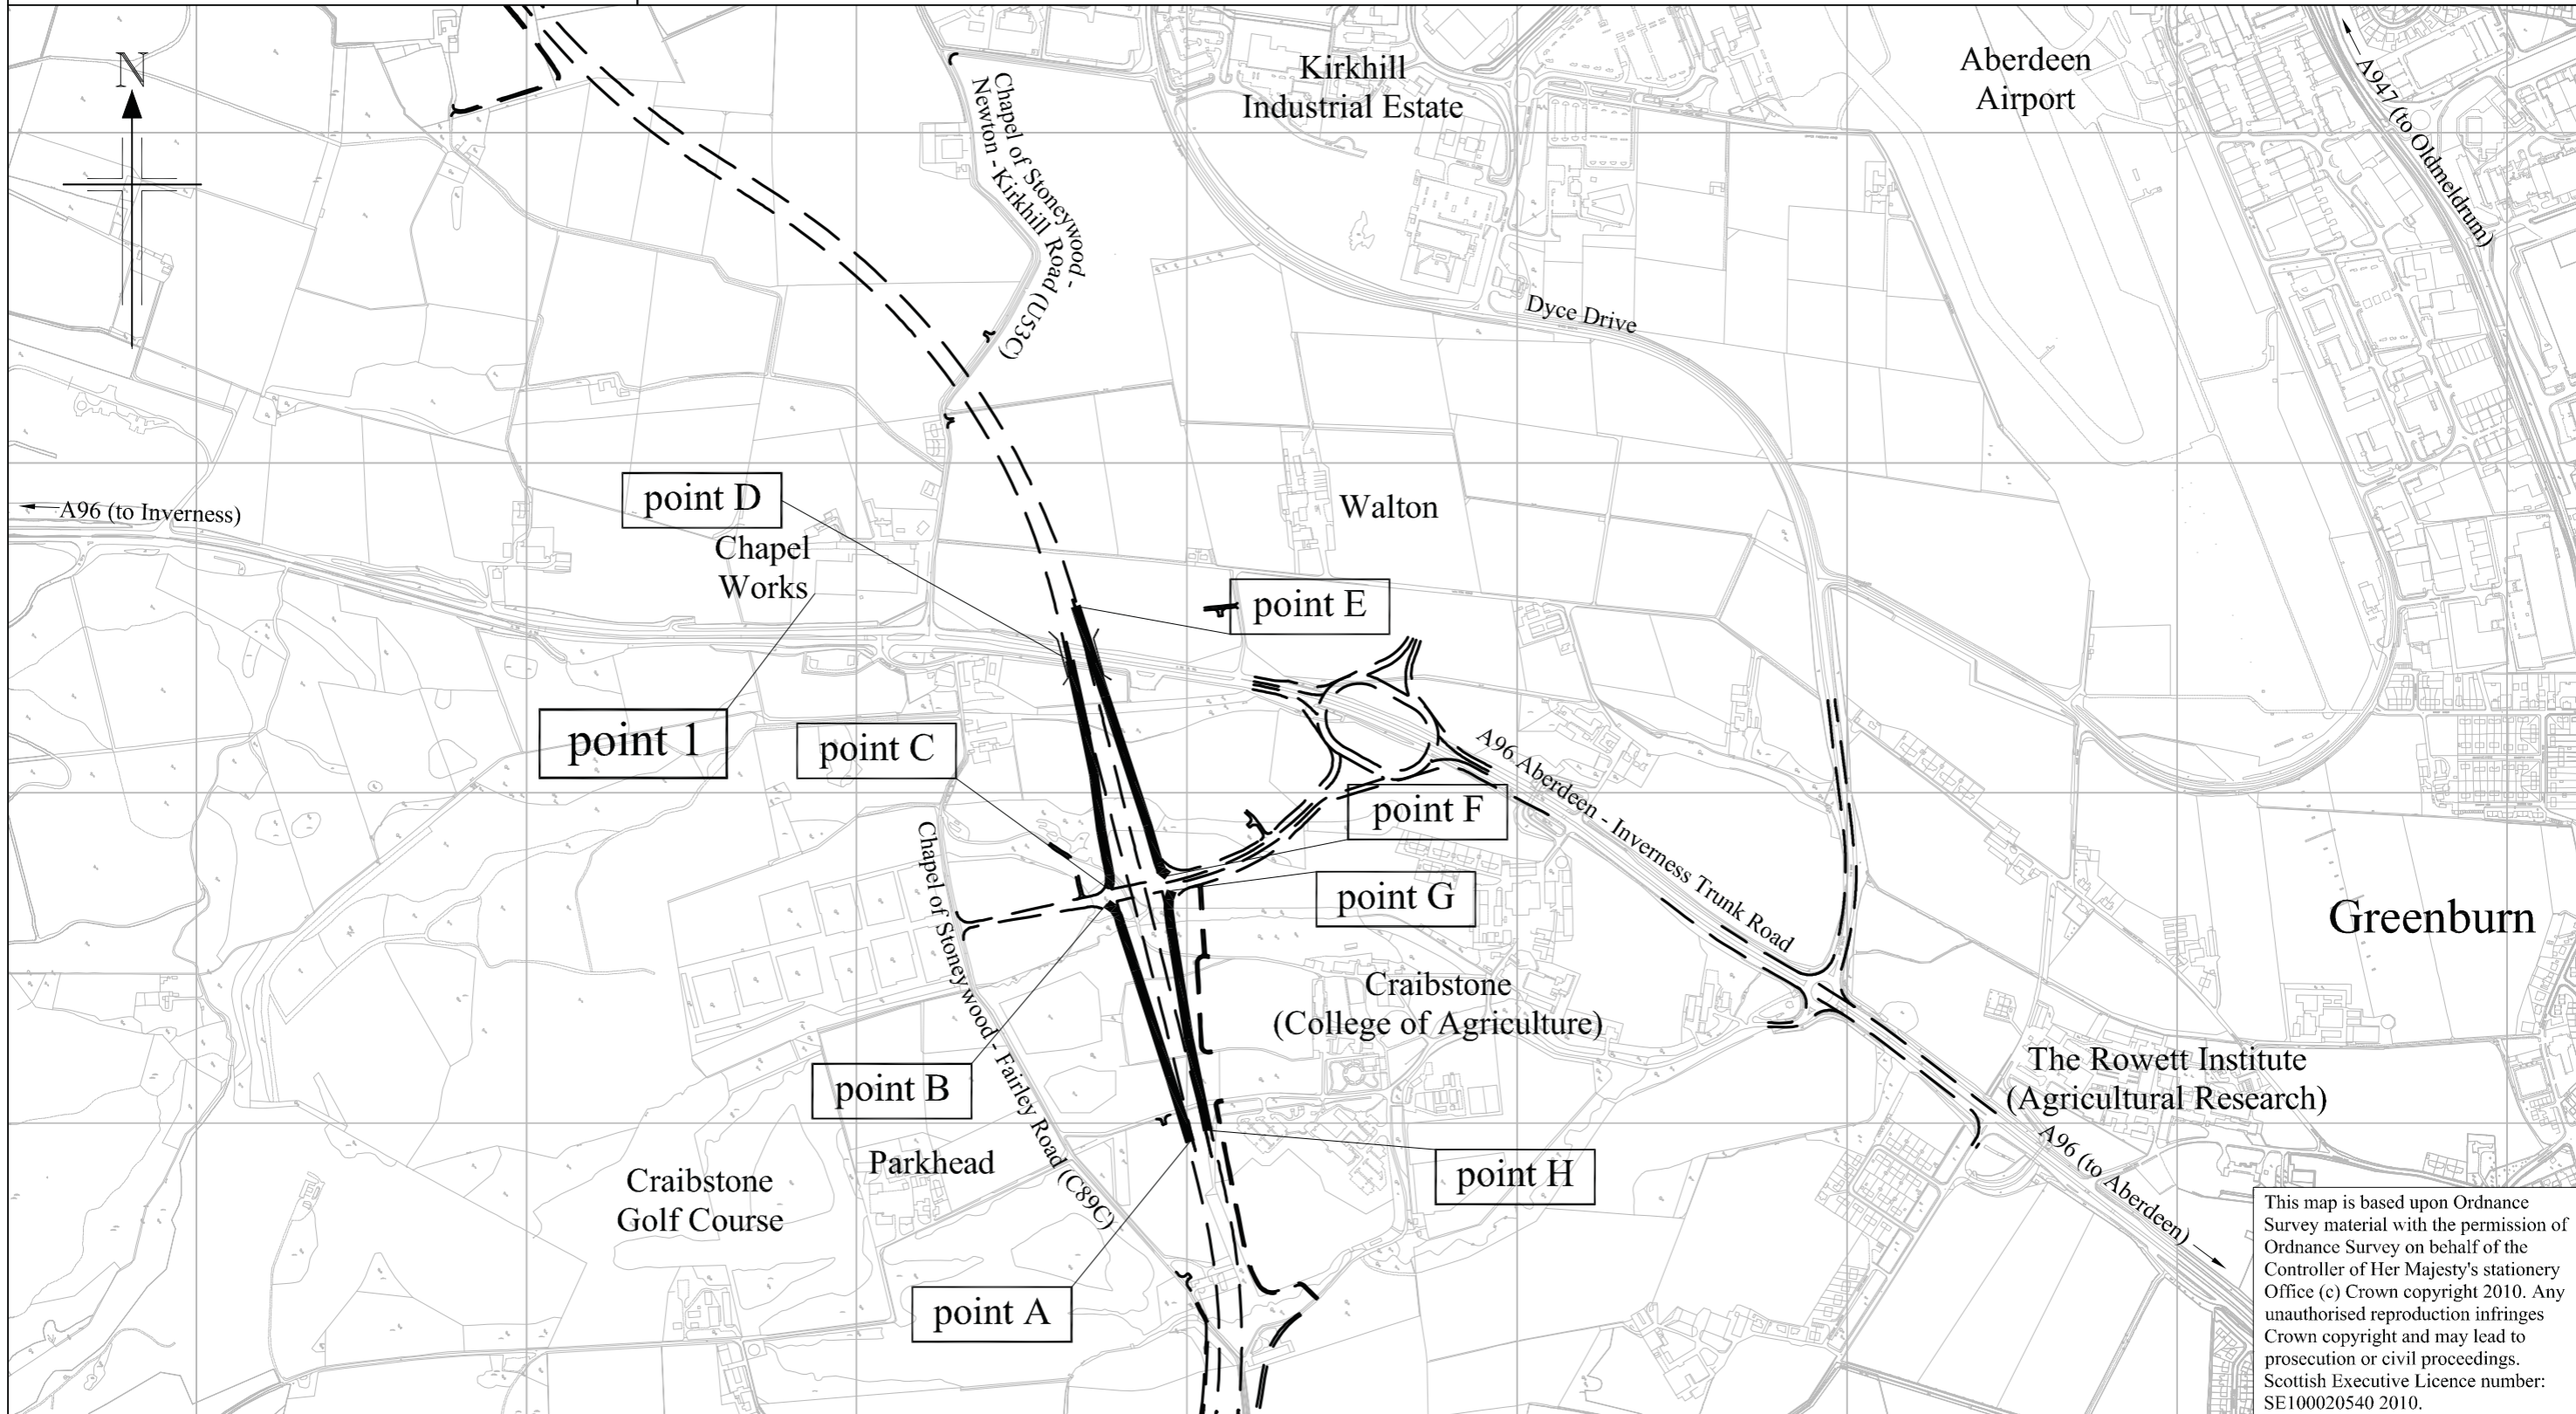 N
Kirkhill
Industrial Estate
Aberdeen
Airport
A947 (to Oldmeldrum)
Chapel of Stoneywood -
Newton - Kirkhill Road (U53C)
Dyce Drive
point D
A96 (to Inverness)
Walton
Chapel
Works
point E
point 1
point C
A96 Aberdeen - Inverness Trunk Road
point F
Chapel of Stoneywood - Fairley Road (C89C)
point G
Greenburn
Craibstone
(College of Agriculture)
point B
The Rowett Institute
(Agricultural Research)
Parkhead
point H
A96 (to Aberdeen)
Craibstone
Golf Course
point A
This map is based upon Ordnance
Survey material with the permission of
Ordnance Survey on behalf of the
Controller of Her Majesty's stationery
Office (c) Crown copyright 2010. Any
unauthorised reproduction infringes
Crown copyright and may lead to
prosecution or civil proceedings.
Scottish Executive Licence number:
SE100020540 2010.